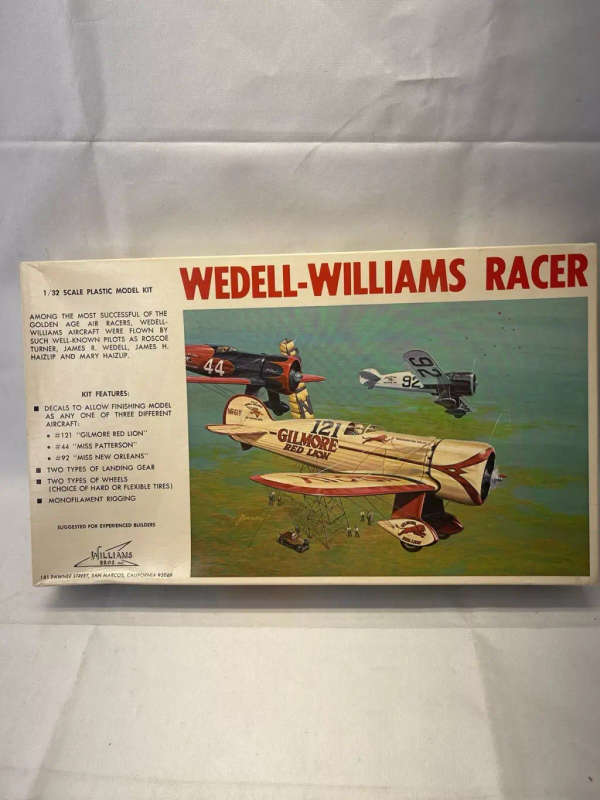 1/32 SCALE PLASTIC MODEL KIT
WEDELL-WILLIAMS RACER
AMONG THE MOST SUCCESSFUL OF THE
GOLDEN AGE AIR RACERS, WEDELL-
WILLIAMS AIRCRAFT WERE FLOWN BY
SUCH WELL-KNOWN PILOTS AS ROSCOE
TURNER, JAMES R. WEDELL, JAMES H.
HAIZLIP AND MARY HAIZLIP.
KIT FEATURES:
■ DECALS TO ALLOW FINISHING MODEL
AS ANY ONE OF THREE DIFFERENT
AIRCRAFT:
• #121 "GILMORE RED LION"
• #44 "MISS PATTERSON"
• #92 "MISS NEW ORLEANS"
■ TWO TYPES OF LANDING GEAR
■ TWO TYPES OF WHEELS
(CHOICE OF HARD OR FLEXIBLE TIRES)
■ MONOFILAMENT RIGGING
SUGGESTED FOR EXPERIENCED BUILDERS
WILLIAMS
BROS. INC.
181 PAWNEE STREET, SAN MARCOS, CALIFORNIA 92069
44
92
92
121
GILMORE
RED LION